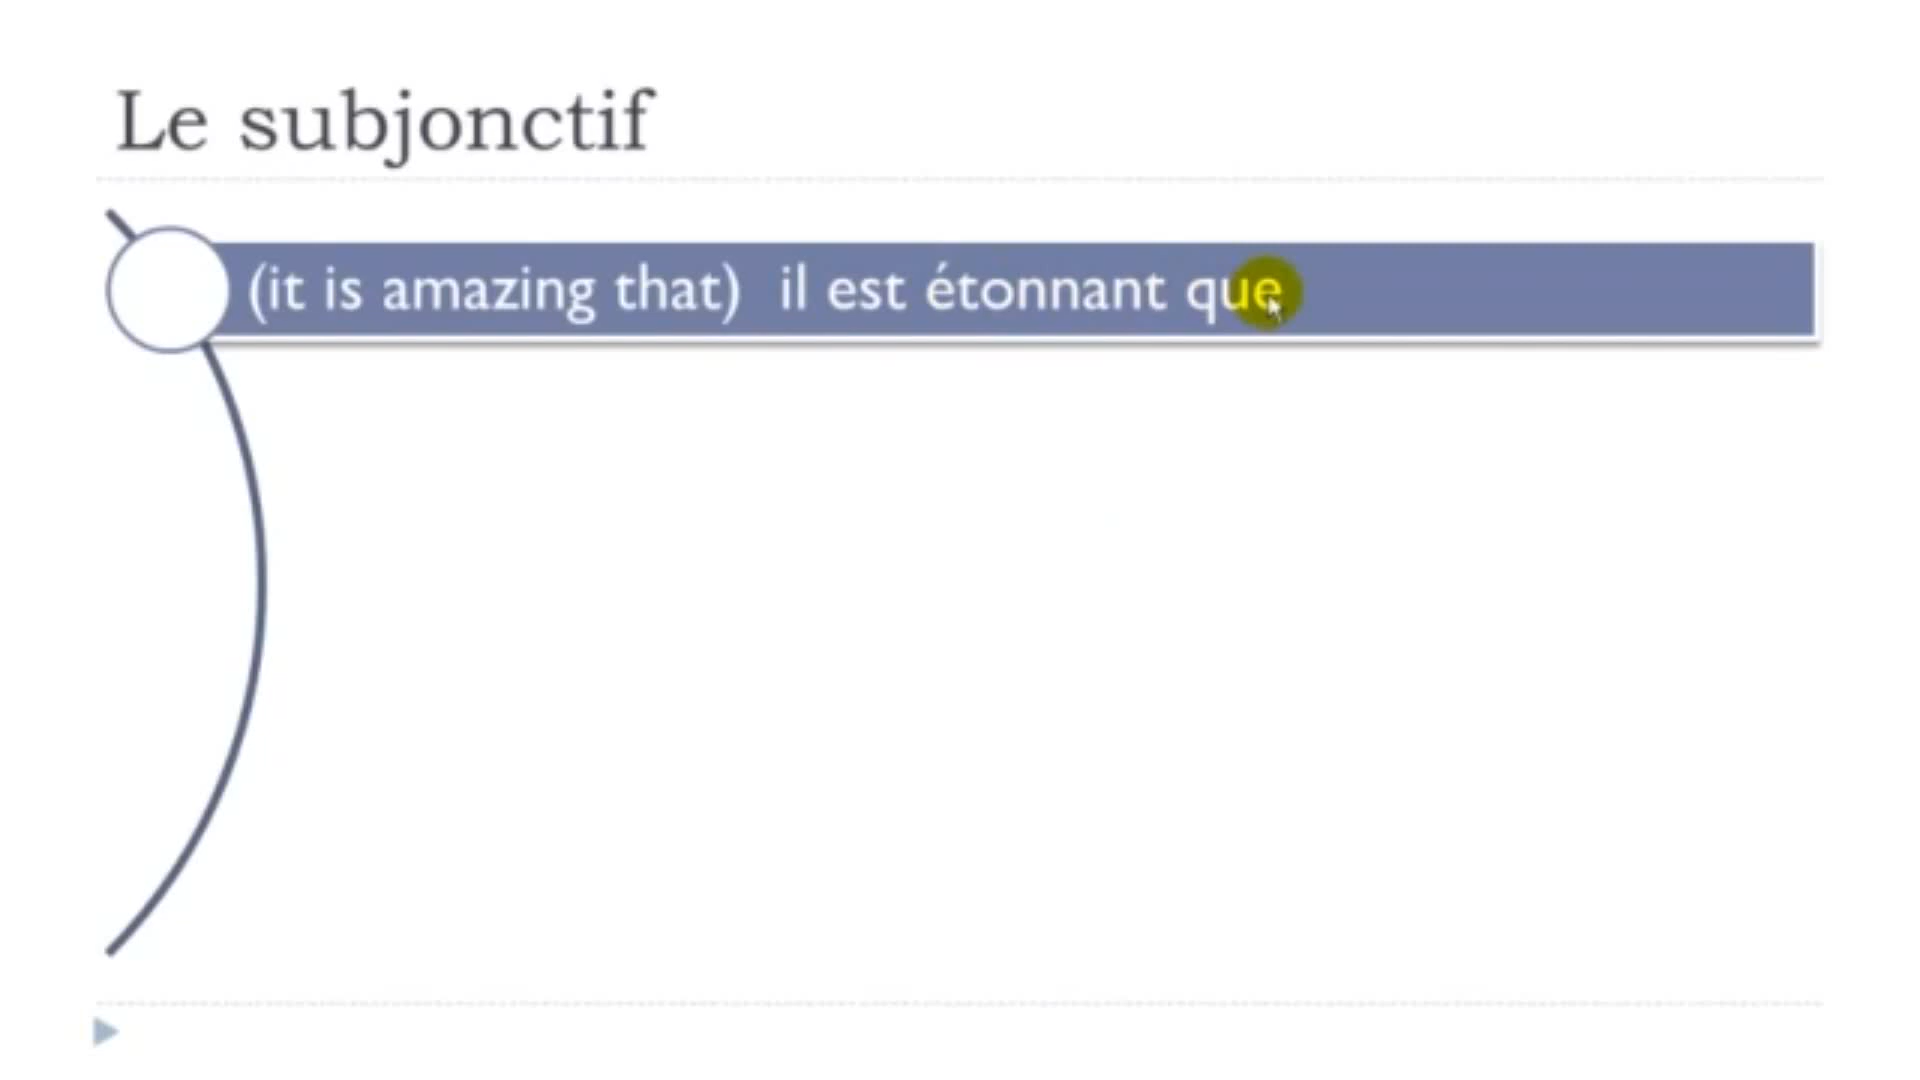 Le subjonctif
(it is amazing that) il est étonnant que